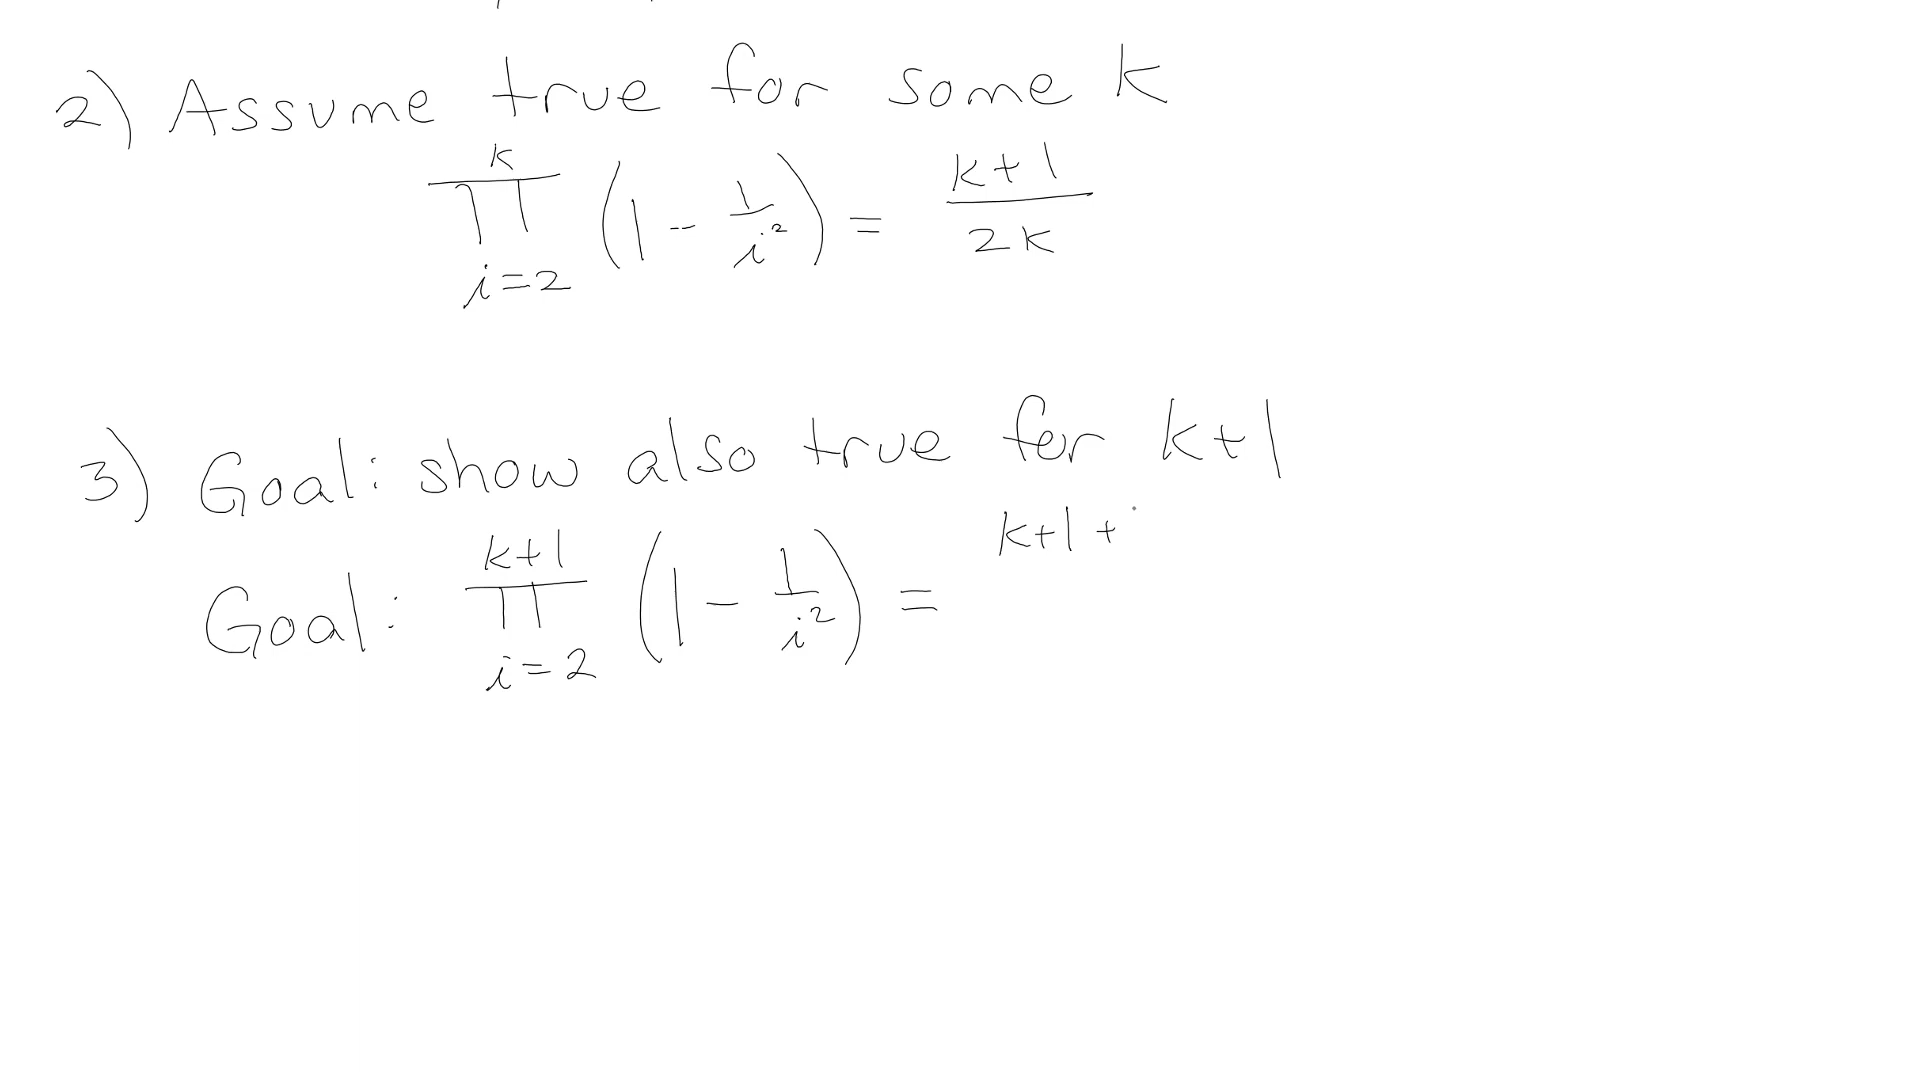 2) Assume true for some k
k
∏ (1 - 1/i²) = (k+1)/(2k)
i=2
3) Goal: show also true for k+1
k+1 +
k+1
Goal: ∏ (1 - 1/i²) =
i=2